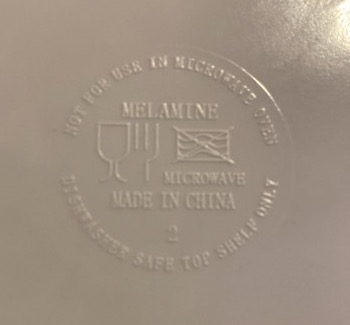 NOT FOR USE IN MICROWAVE OVEN
MELAMINE
MICROWAVE
MADE IN CHINA
2
DISHWASHER SAFE TOP SHELF ONLY